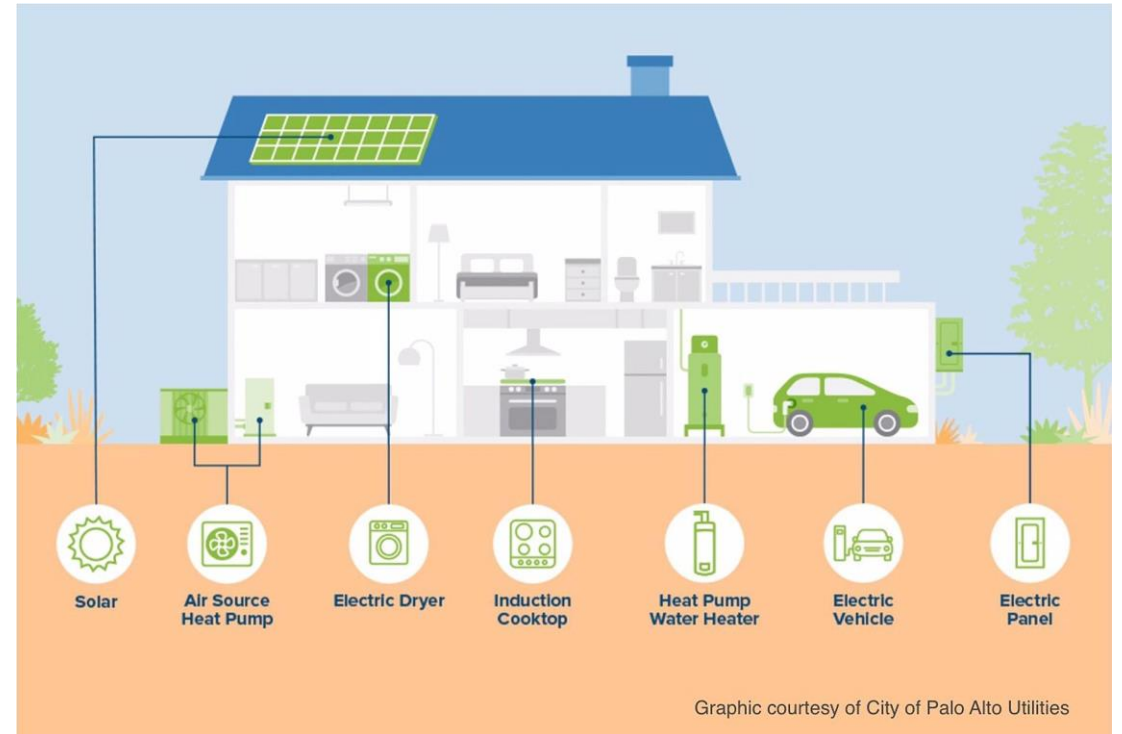 Solar
Air Source
Heat Pump
Electric Dryer
Induction
Cooktop
Heat Pump
Water Heater
Electric
Vehicle
Electric
Panel
Graphic courtesy of City of Palo Alto Utilities